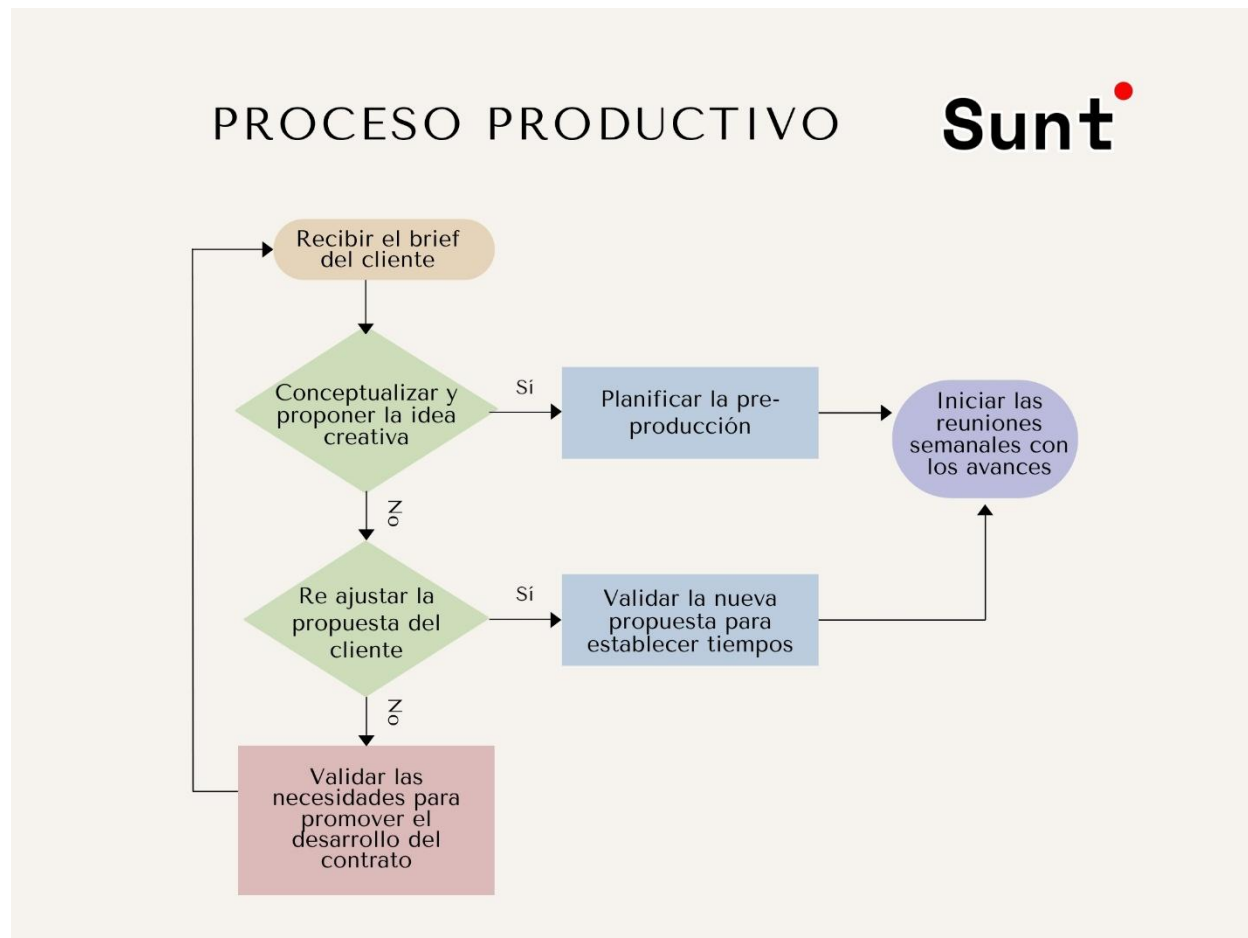 PROCESO PRODUCTIVO
Sunt
Recibir el brief
del cliente
Conceptualizar y
proponer la idea
creativa
Sí
Planificar la pre-
producción
Iniciar las
reuniones
semanales con
los avances
No
Re ajustar la
propuesta del
cliente
Sí
Validar la nueva
propuesta para
establecer tiempos
No
Validar las
necesidades para
promover el
desarrollo del
contrato